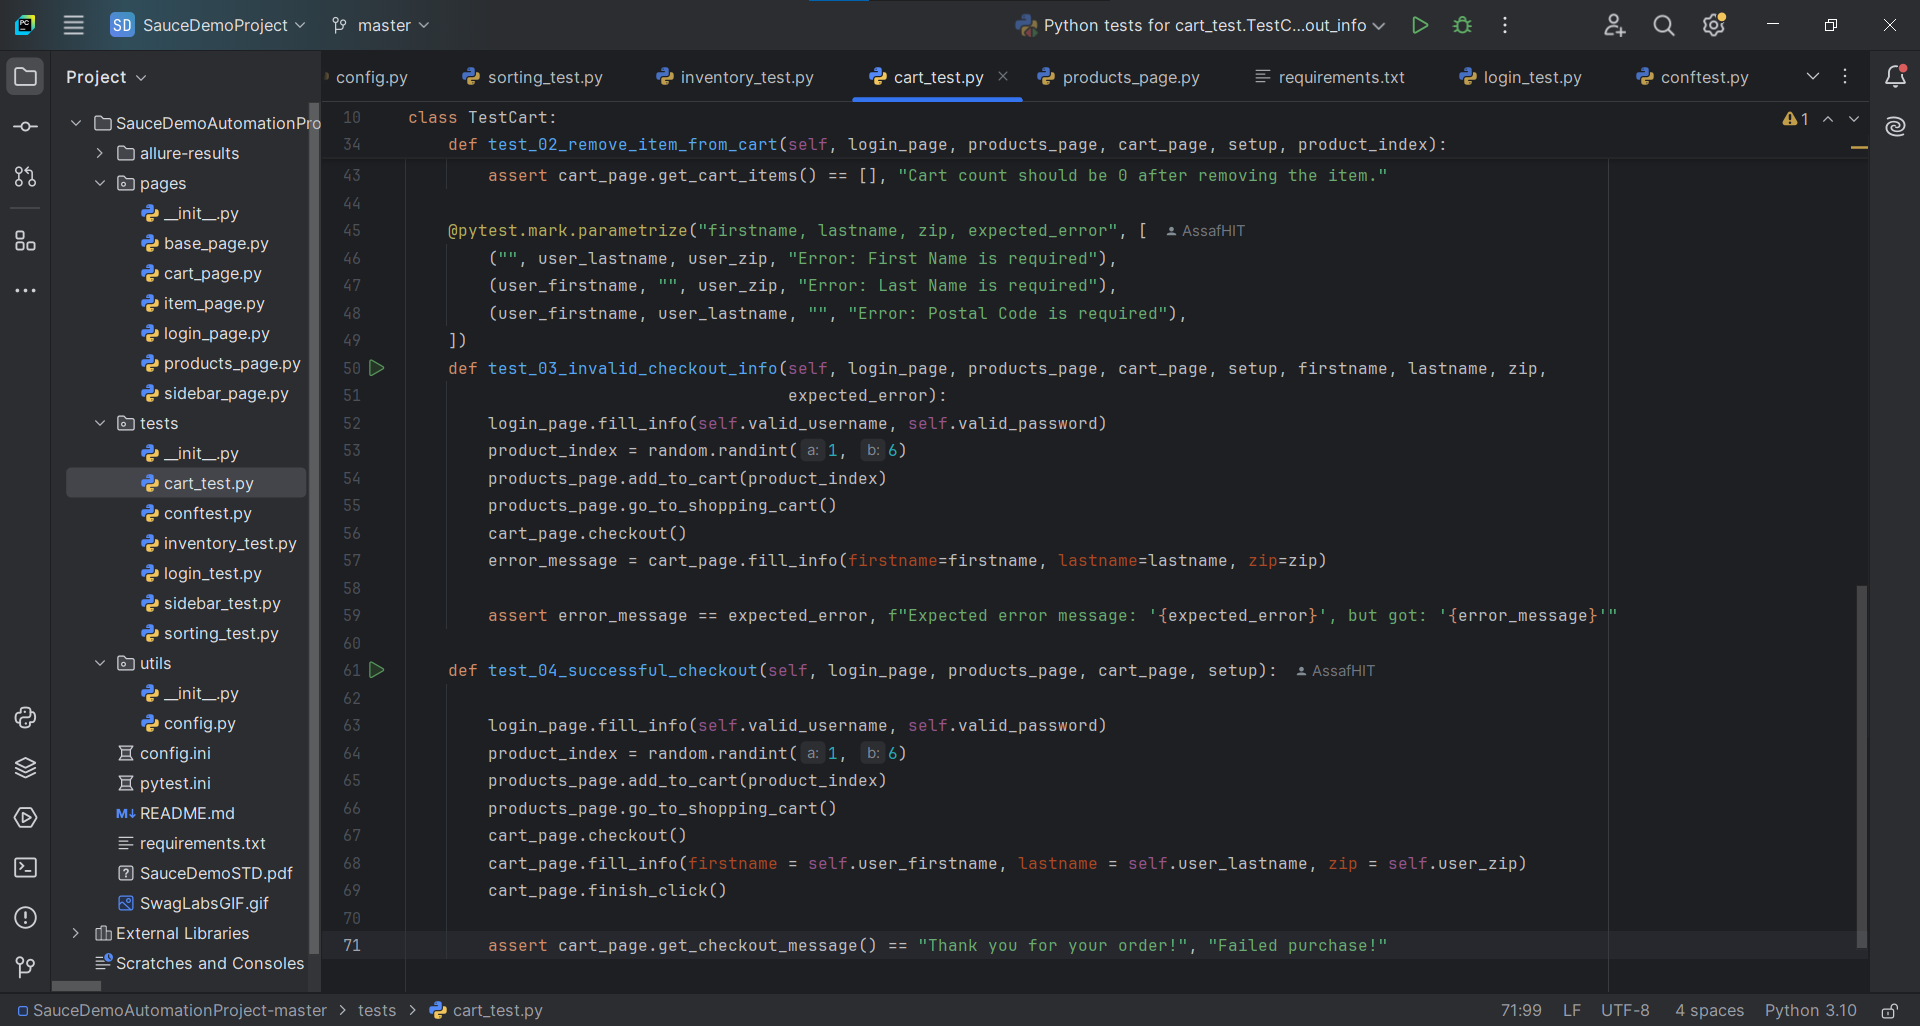 SD SauceDemoProject master Python tests for cart_test.TestC...out_info
Project
config.py sorting_test.py inventory_test.py cart_test.py products_page.py requirements.txt login_test.py conftest.py
SauceDemoAutomationPro
allure-results
pages
__init__.py
base_page.py
cart_page.py
item_page.py
login_page.py
products_page.py
sidebar_page.py
tests
__init__.py
cart_test.py
conftest.py
inventory_test.py
login_test.py
sidebar_test.py
sorting_test.py
utils
__init__.py
config.py
config.ini
pytest.ini
M↓ README.md
requirements.txt
SauceDemoSTD.pdf
SwagLabsGIF.gif
External Libraries
Scratches and Consoles
10 class TestCart:
1
34 def test_02_remove_item_from_cart(self, login_page, products_page, cart_page, setup, product_index):
43 assert cart_page.get_cart_items() == [], "Cart count should be 0 after removing the item."
44
45 @pytest.mark.parametrize("firstname, lastname, zip, expected_error", [ AssafHIT
46 ("", user_lastname, user_zip, "Error: First Name is required"),
47 (user_firstname, "", user_zip, "Error: Last Name is required"),
48 (user_firstname, user_lastname, "", "Error: Postal Code is required"),
49 ])
50 def test_03_invalid_checkout_info(self, login_page, products_page, cart_page, setup, firstname, lastname, zip,
51 expected_error):
52 login_page.fill_info(self.valid_username, self.valid_password)
53 product_index = random.randint( a: 1, b: 6)
54 products_page.add_to_cart(product_index)
55 products_page.go_to_shopping_cart()
56 cart_page.checkout()
57 error_message = cart_page.fill_info(firstname=firstname, lastname=lastname, zip=zip)
58
59 assert error_message == expected_error, f"Expected error message: '{expected_error}', but got: '{error_message}'"
60
61 def test_04_successful_checkout(self, login_page, products_page, cart_page, setup): AssafHIT
62
63 login_page.fill_info(self.valid_username, self.valid_password)
64 product_index = random.randint( a: 1, b: 6)
65 products_page.add_to_cart(product_index)
66 products_page.go_to_shopping_cart()
67 cart_page.checkout()
68 cart_page.fill_info(firstname = self.user_firstname, lastname = self.user_lastname, zip = self.user_zip)
69 cart_page.finish_click()
70
71 assert cart_page.get_checkout_message() == "Thank you for your order!", "Failed purchase!"
SauceDemoAutomationProject-master > tests > cart_test.py 71:99 LF UTF-8 4 spaces Python 3.10